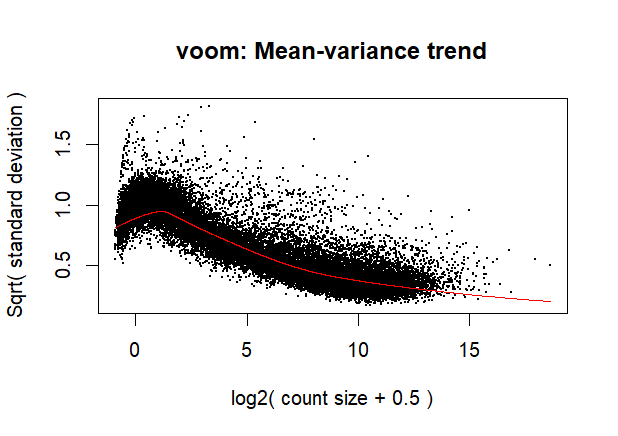 voom: Mean-variance trend
Sqrt( standard deviation )
1.5
1.0
0.5
0 5 10 15
log2( count size + 0.5 )